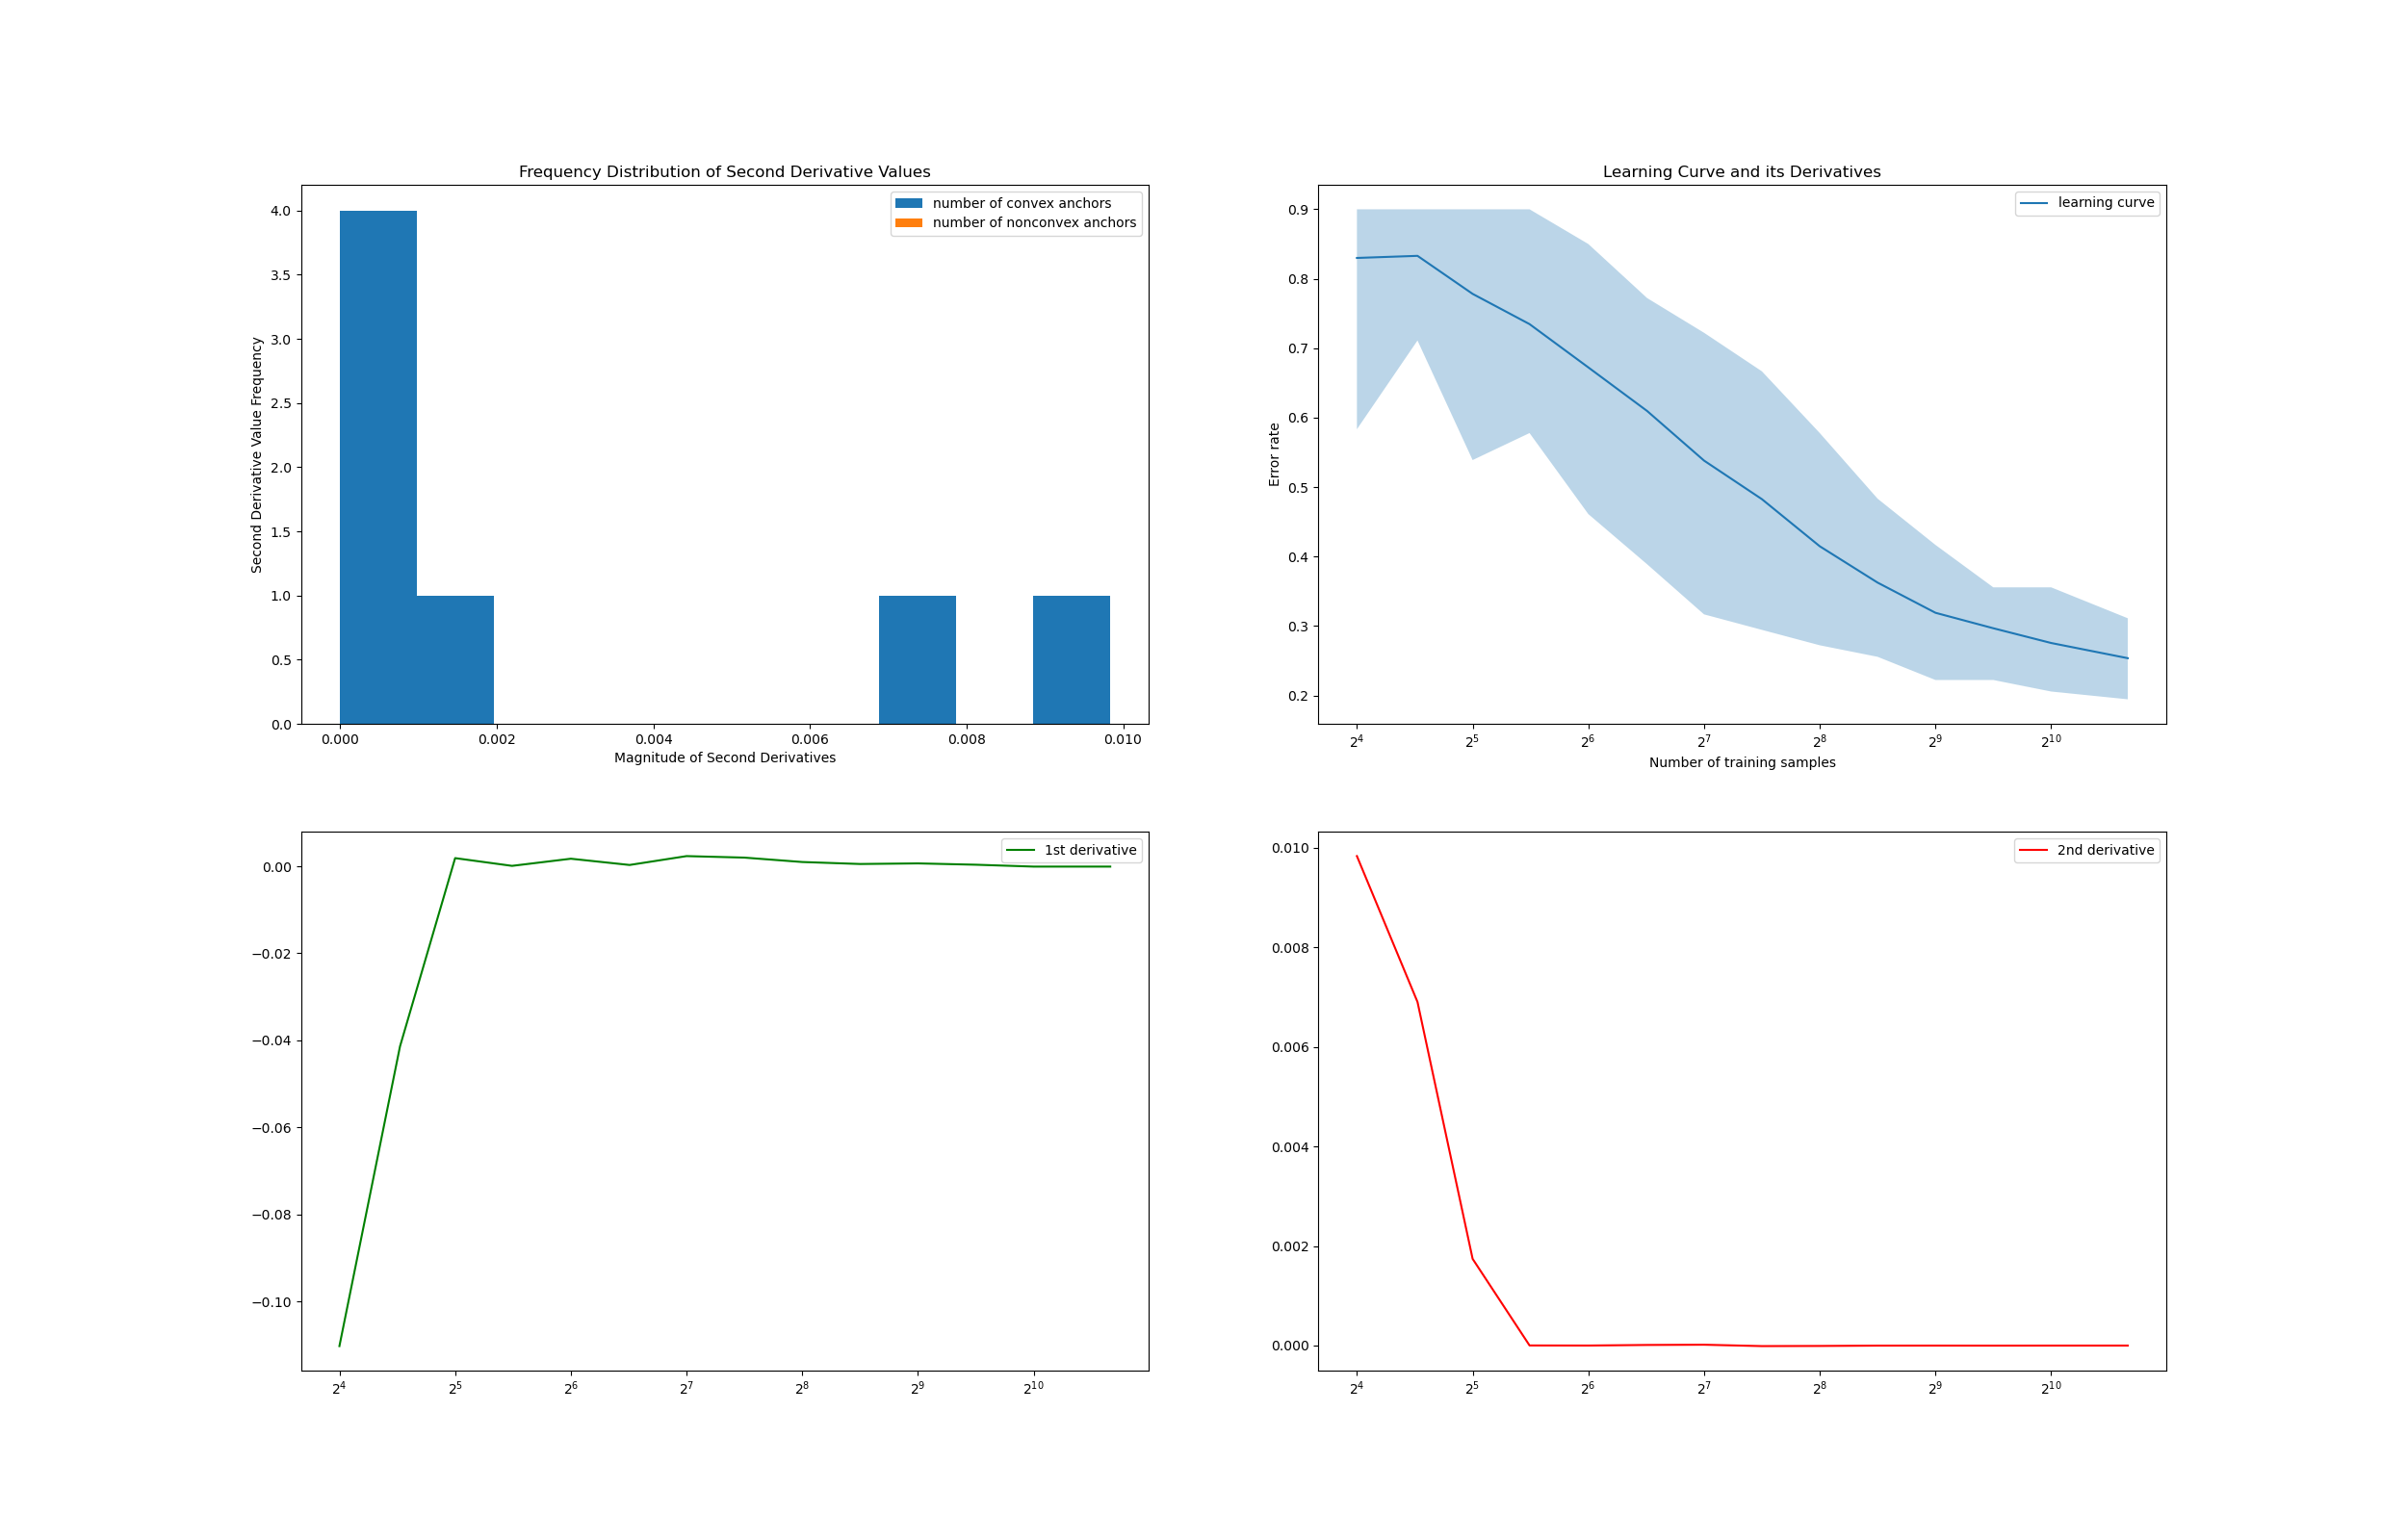 Frequency Distribution of Second Derivative Values
number of convex anchors
number of nonconvex anchors
4.0
3.5
3.0
2.5
2.0
1.5
1.0
0.5
0.0
Second Derivative Value Frequency
0.000 0.002 0.004 0.006 0.008 0.010
Magnitude of Second Derivatives
Learning Curve and its Derivatives
learning curve
0.9
0.8
0.7
0.6
0.5
0.4
0.3
0.2
Error rate
2⁴ 2⁵ 2⁶ 2⁷ 2⁸ 2⁹ 2¹⁰
Number of training samples
1st derivative
0.00
−0.02
−0.04
−0.06
−0.08
−0.10
2⁴ 2⁵ 2⁶ 2⁷ 2⁸ 2⁹ 2¹⁰
2nd derivative
0.010
0.008
0.006
0.004
0.002
0.000
2⁴ 2⁵ 2⁶ 2⁷ 2⁸ 2⁹ 2¹⁰